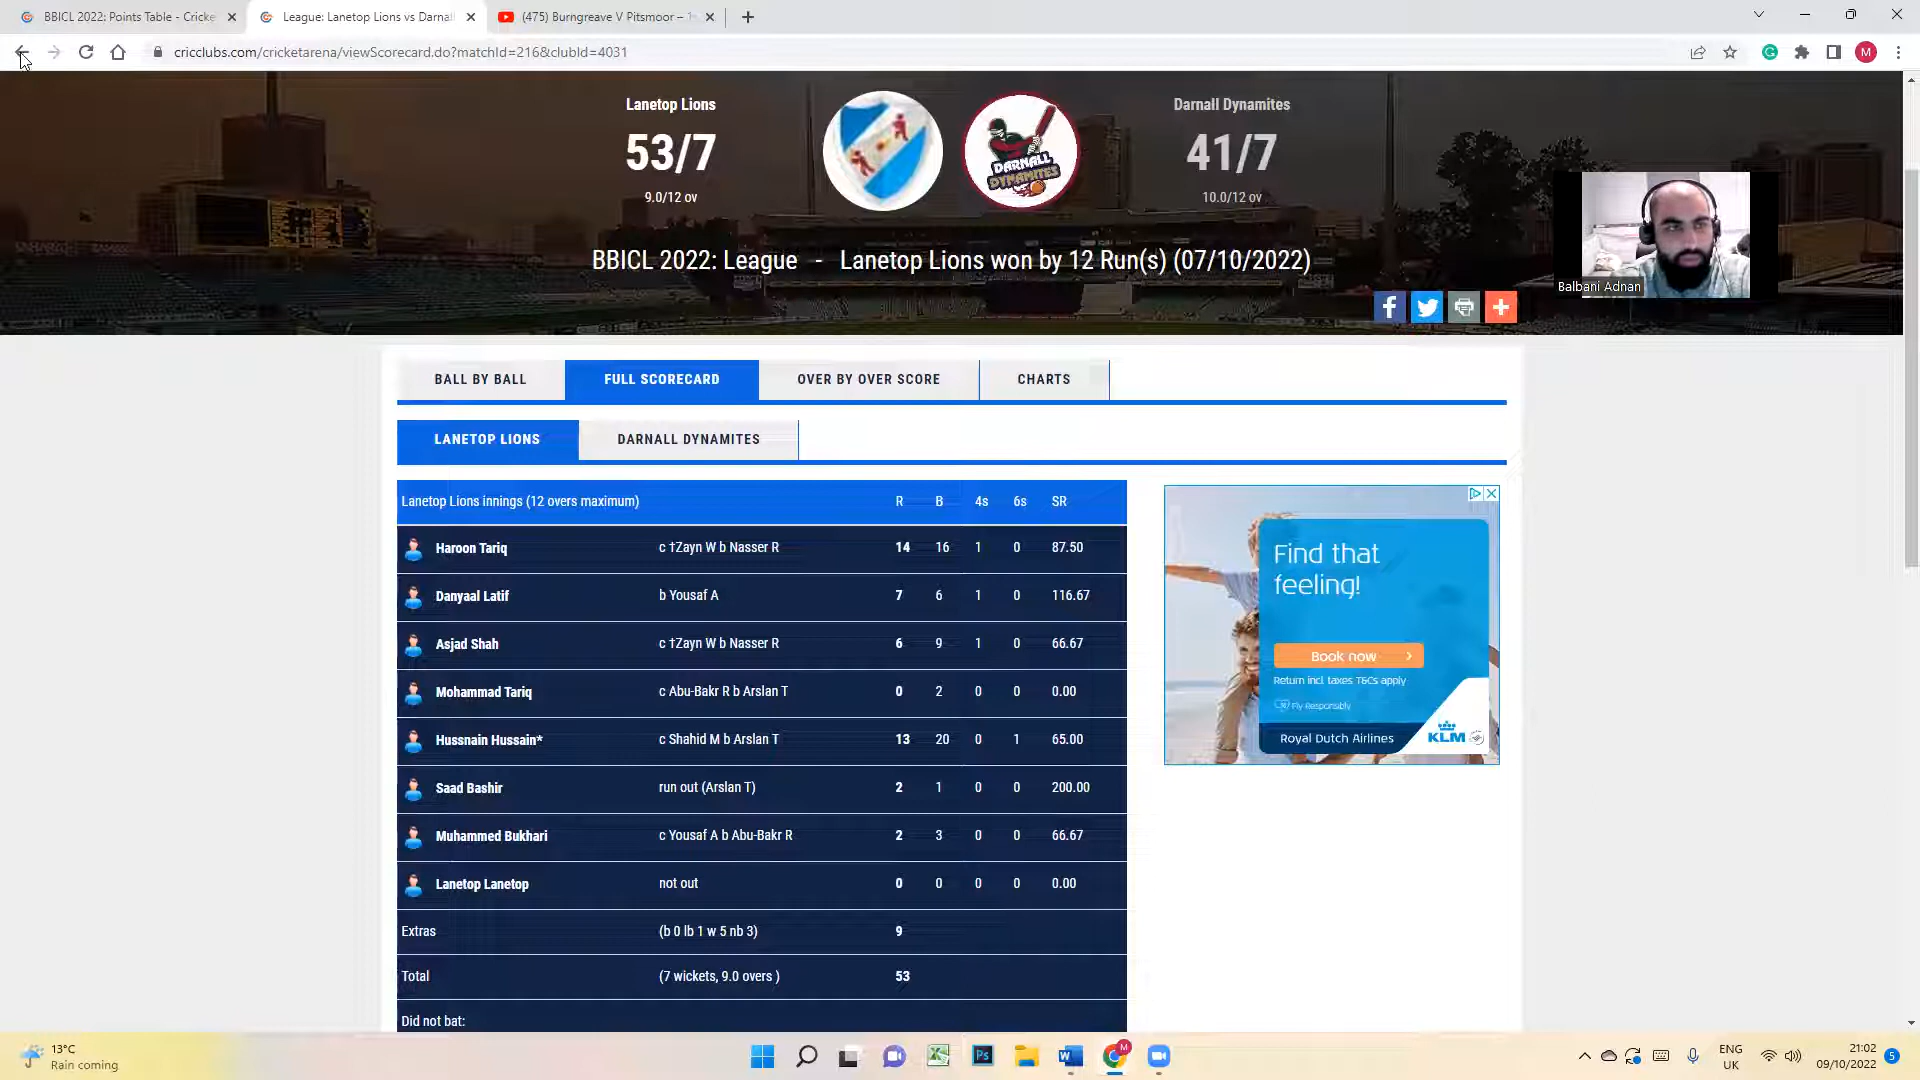 BBICL 2022: Points Table - Cricke
League: Lanetop Lions vs Darnal
(475) Burngreave V Pitsmoor –
cricclubs.com/cricketarena/viewScorecard.do?matchId=216&clubId=4031
M
Lanetop Lions
53/7
9.0/12 ov
DARNALL DYNAMITES
Darnall Dynamites
41/7
10.0/12 ov
BBICL 2022: League - Lanetop Lions won by 12 Run(s) (07/10/2022)
Balbani Adnan
BALL BY BALL FULL SCORECARD OVER BY OVER SCORE CHARTS
LANETOP LIONS DARNALL DYNAMITES
Lanetop Lions innings (12 overs maximum) R B 4s 6s SR
Haroon Tariq c †Zayn W b Nasser R 14 16 1 0 87.50
Danyaal Latif b Yousaf A 7 6 1 0 116.67
Asjad Shah c †Zayn W b Nasser R 6 9 1 0 66.67
Mohammad Tariq c Abu-Bakr R b Arslan T 0 2 0 0 0.00
Hussnain Hussain* c Shahid M b Arslan T 13 20 0 1 65.00
Saad Bashir run out (Arslan T) 2 1 0 0 200.00
Muhammed Bukhari c Yousaf A b Abu-Bakr R 2 3 0 0 66.67
Lanetop Lanetop not out 0 0 0 0 0.00
Extras (b 0 lb 1 w 5 nb 3) 9
Total (7 wickets, 9.0 overs ) 53
Did not bat:
Find that
feeling!
Book now
Return incl. taxes T&Cs apply
Fly Responsibly
Royal Dutch Airlines KLM
13°C
Rain coming
Ps
W
M
ENG
UK
21:02
09/10/2022
5